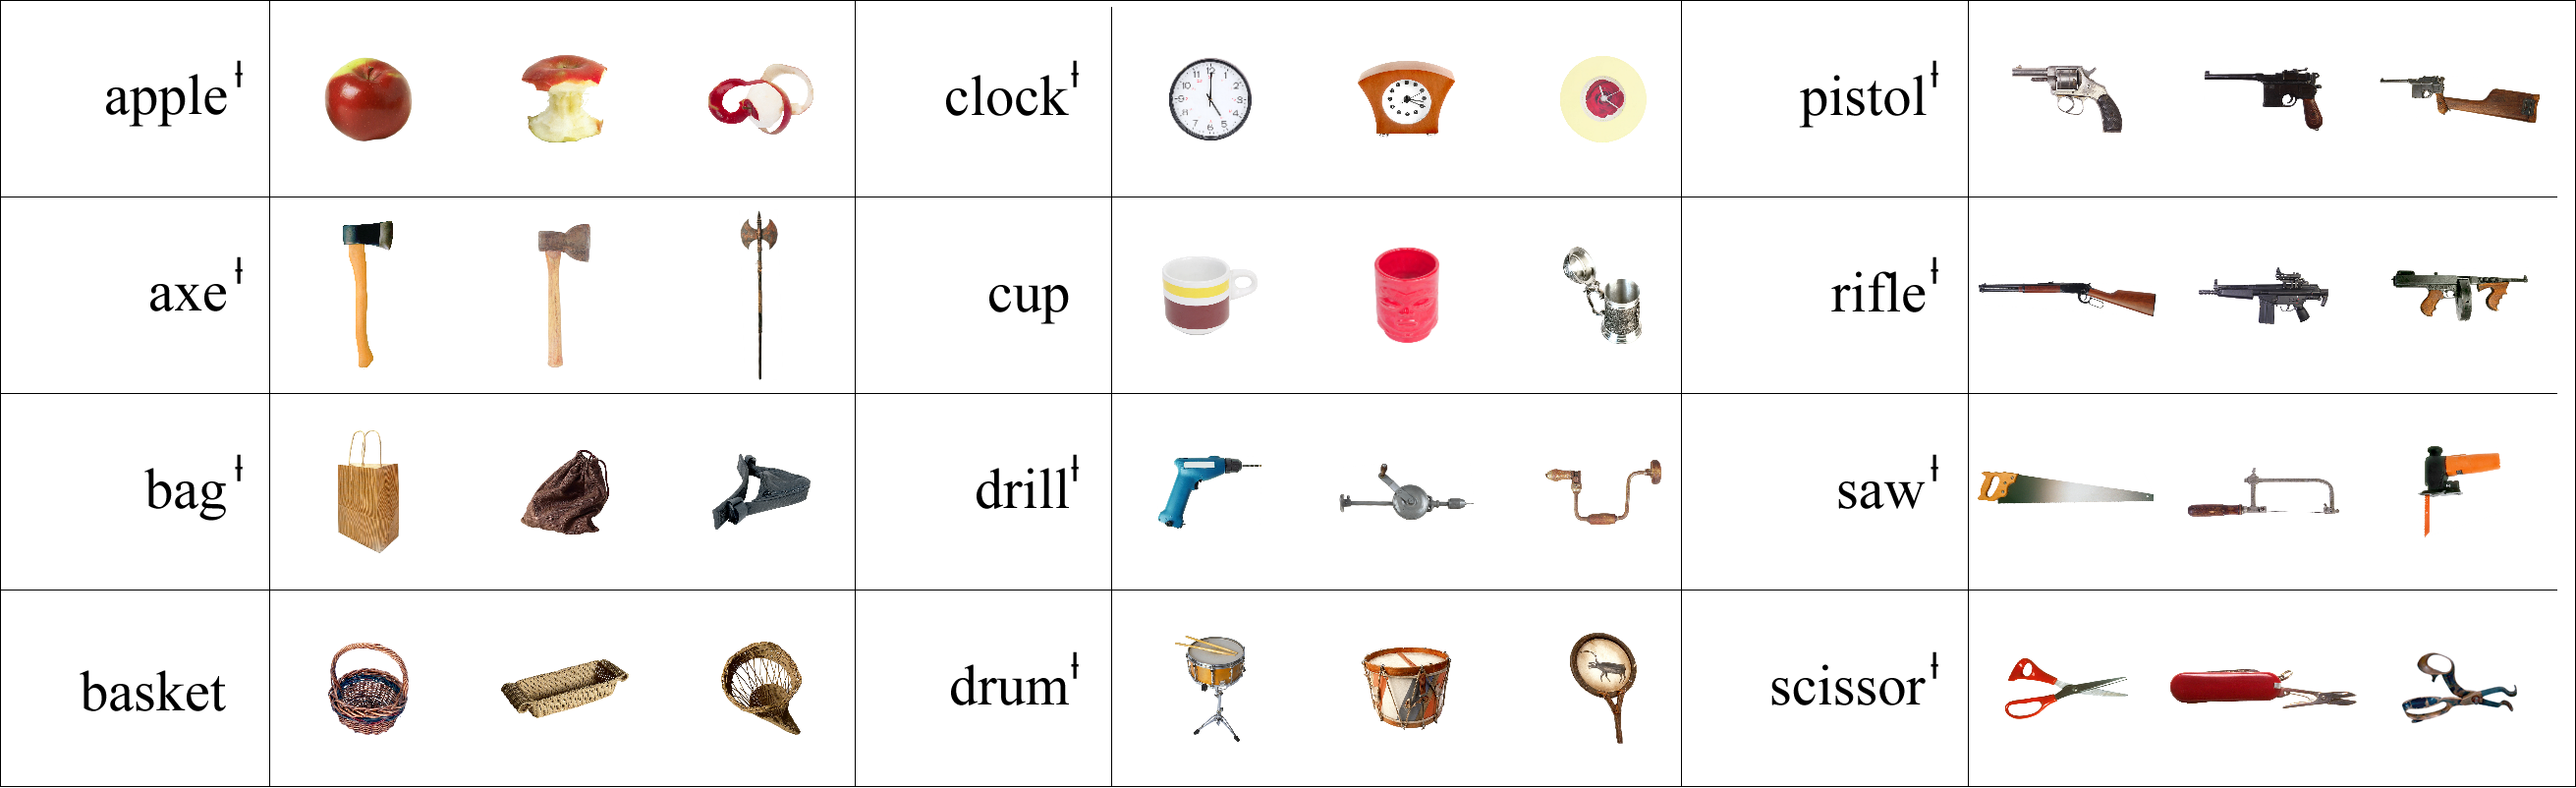 apple† clock† pistol†
axe† cup rifle†
bag† drill† saw†
basket drum† scissor†